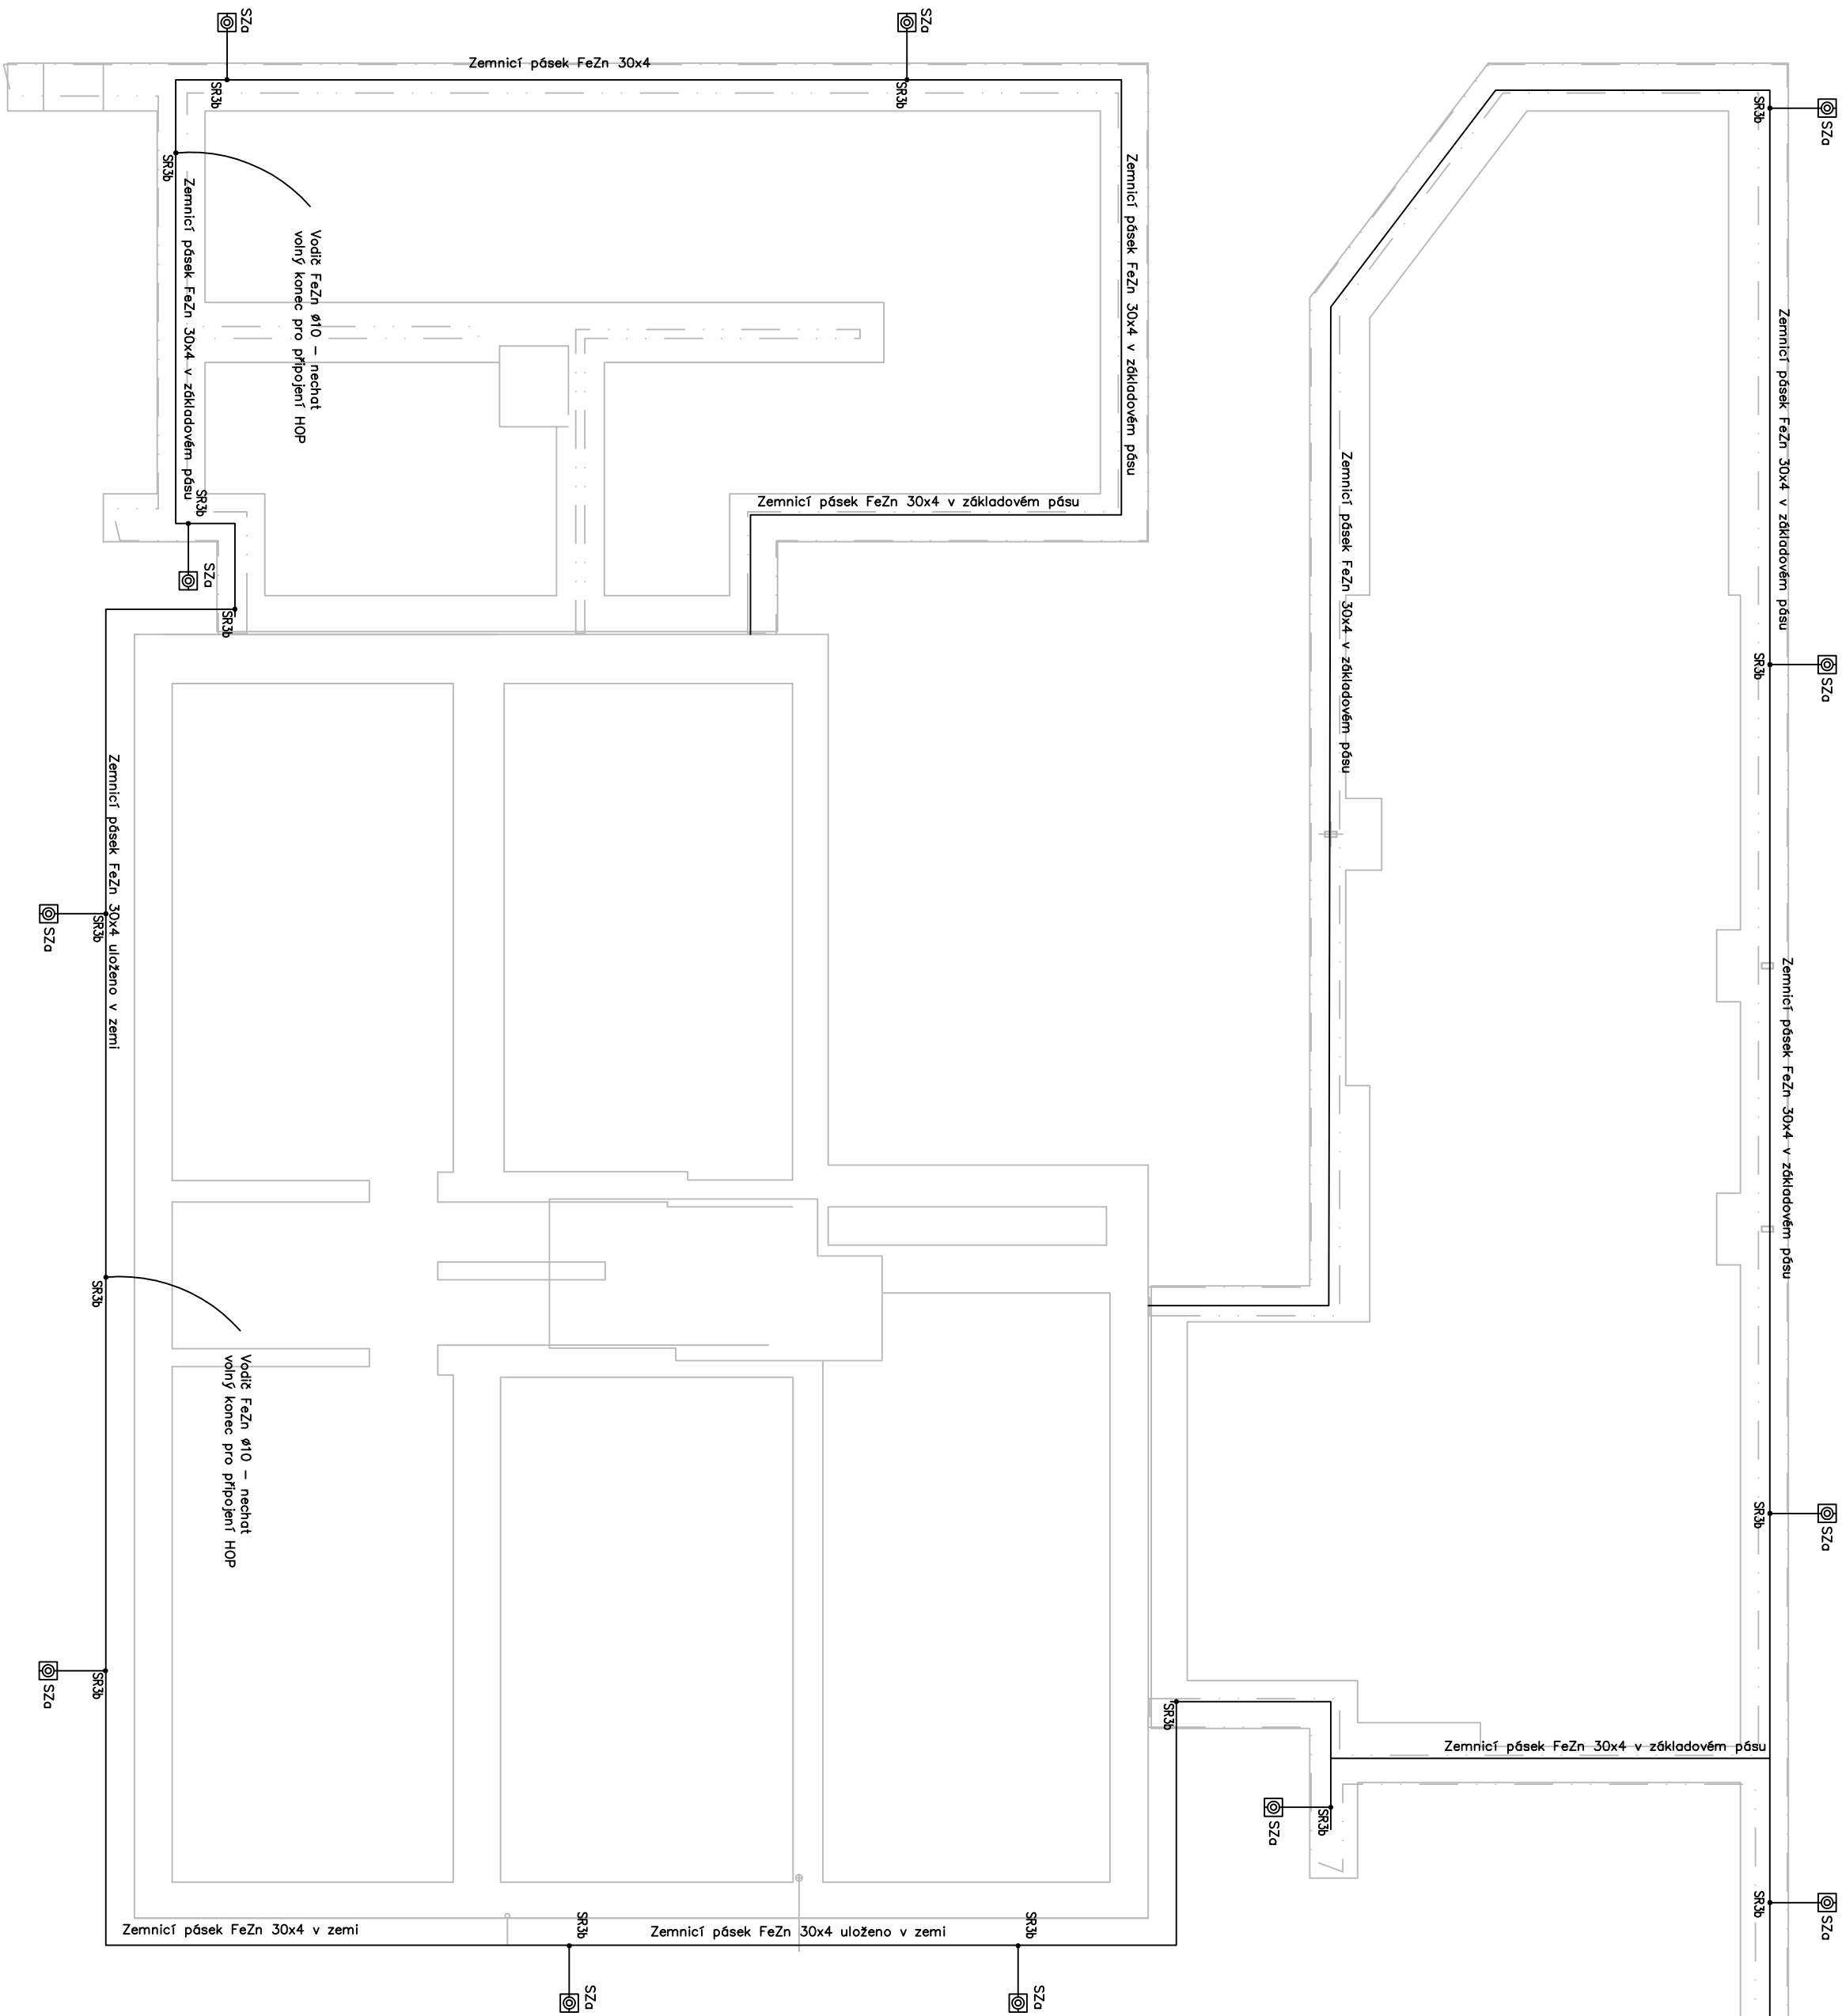 SZa
SZa
Zemnicí pásek FeZn 30x4
SR3b
SR3b
SR3b
SZa
SR3b
Zemnicí pásek FeZn 30x4 v základovém pásu
Zemnicí pásek FeZn 30x4 v základovém pásu
Vodič FeZn ø10 – nechat
volný konec pro připojení HOP
Zemnicí pásek FeZn 30x4 v základovém pásu
Zemnicí pásek FeZn 30x4 v základovém pásu
Zemnicí pásek FeZn 30x4 v základovém pásu
SR3b
SZa
SR3b
SR3b
SZa
Zemnicí pásek FeZn 30x4 uloženo v zemi
SR3b
SZa
Zemnicí pásek FeZn 30x4 v základovém pásu
SR3b
Vodič FeZn ø10 – nechat
volný konec pro připojení HOP
SR3b
SZa
SR3b
SZa
SR3b
Zemnicí pásek FeZn 30x4 v základovém pásu
SR3b
SZa
SR3b
SZa
Zemnicí pásek FeZn 30x4 v zemi
SR3b
Zemnicí pásek FeZn 30x4 uloženo v zemi
SR3b
SZa
SZa